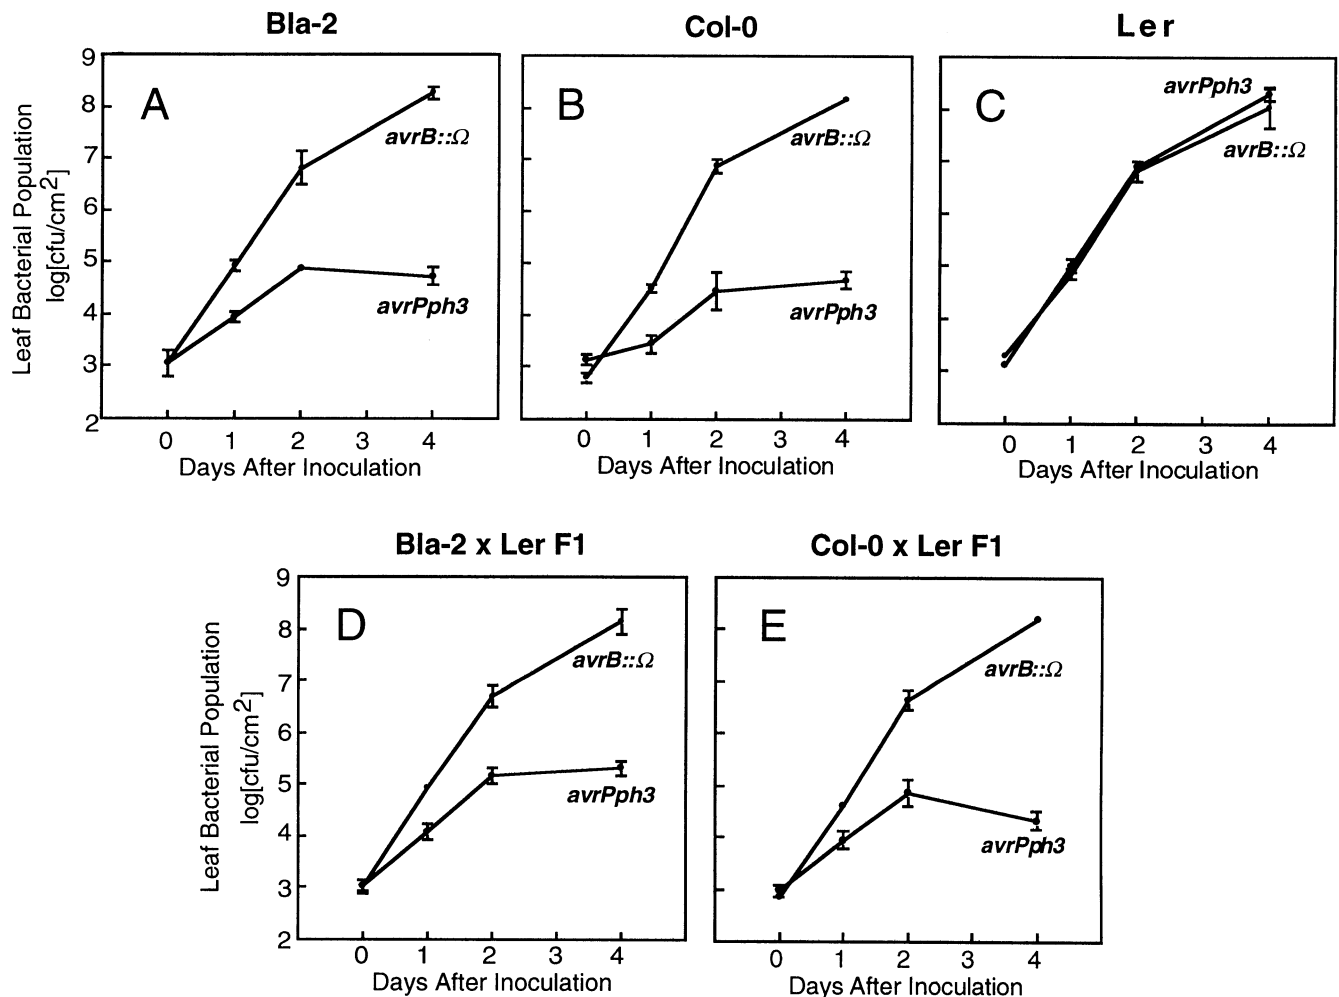 Bla-2
Col-0
Ler
A
B
C
Leaf Bacterial Population
log[cfu/cm2]
9
8
7
6
5
4
3
2
avrB::Ω
avrPph3
avrB::Ω
avrPph3
avrPph3
avrB::Ω
0 1 2 3 4
0 1 2 3 4
0 1 2 3 4
Days After Inoculation
Days After Inoculation
Days After Inoculation
Bla-2 x Ler F1
Col-0 x Ler F1
D
E
Leaf Bacterial Population
log[cfu/cm2]
9
8
7
6
5
4
3
2
avrB::Ω
avrPph3
avrB::Ω
avrPph3
0 1 2 3 4
0 1 2 3 4
Days After Inoculation
Days After Inoculation